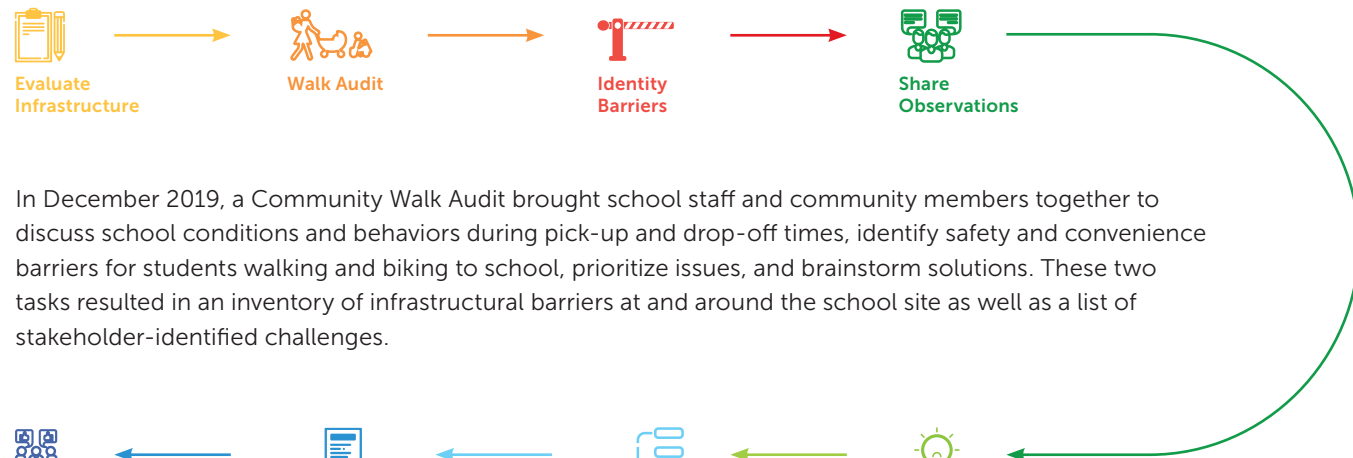 Evaluate
Infrastructure
Walk Audit
Identity
Barriers
Share
Observations
In December 2019, a Community Walk Audit brought school staff and community members together to
discuss school conditions and behaviors during pick-up and drop-off times, identify safety and convenience
barriers for students walking and biking to school, prioritize issues, and brainstorm solutions. These two
tasks resulted in an inventory of infrastructural barriers at and around the school site as well as a list of
stakeholder-identified challenges.